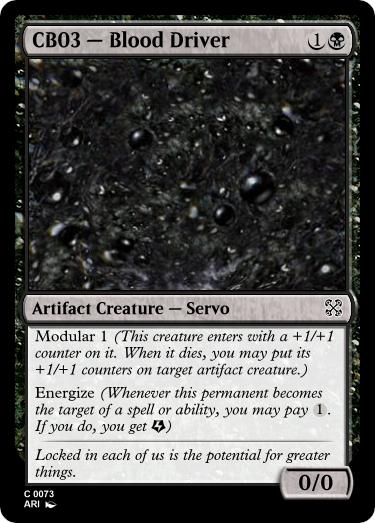 CB03 — Blood Driver 1
Artifact Creature — Servo
Modular 1 (This creature enters with a +1/+1
counter on it. When it dies, you may put its
+1/+1 counters on target artifact creature.)
Energize (Whenever this permanent becomes
the target of a spell or ability, you may pay 1.
If you do, you get )
Locked in each of us is the potential for greater
things.
0/0
C 0073
ARI